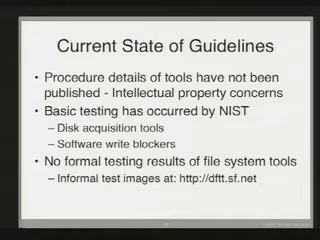 Current State of Guidelines
• Procedure details of tools have not been
published - Intellectual property concerns
• Basic testing has occurred by NIST
– Disk acquisition tools
– Software write blockers
• No formal testing results of file system tools
– Informal test images at: http://dftt.sf.net